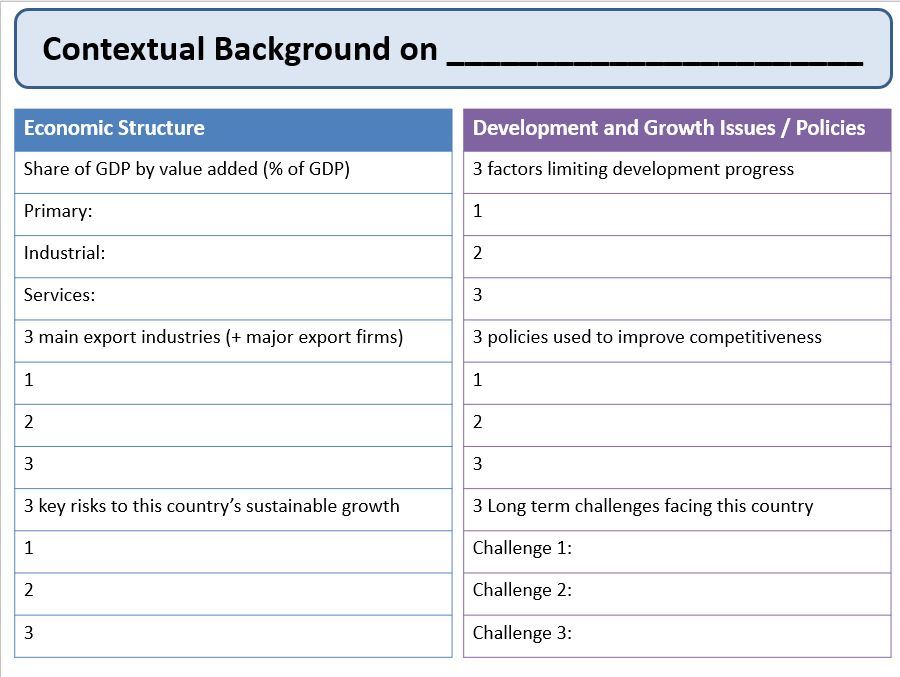 Contextual Background on _______________________
Economic Structure
Share of GDP by value added (% of GDP)
Primary:
Industrial:
Services:
3 main export industries (+ major export firms)
1
2
3
3 key risks to this country’s sustainable growth
1
2
3
Development and Growth Issues / Policies
3 factors limiting development progress
1
2
3
3 policies used to improve competitiveness
1
2
3
3 Long term challenges facing this country
Challenge 1:
Challenge 2:
Challenge 3: